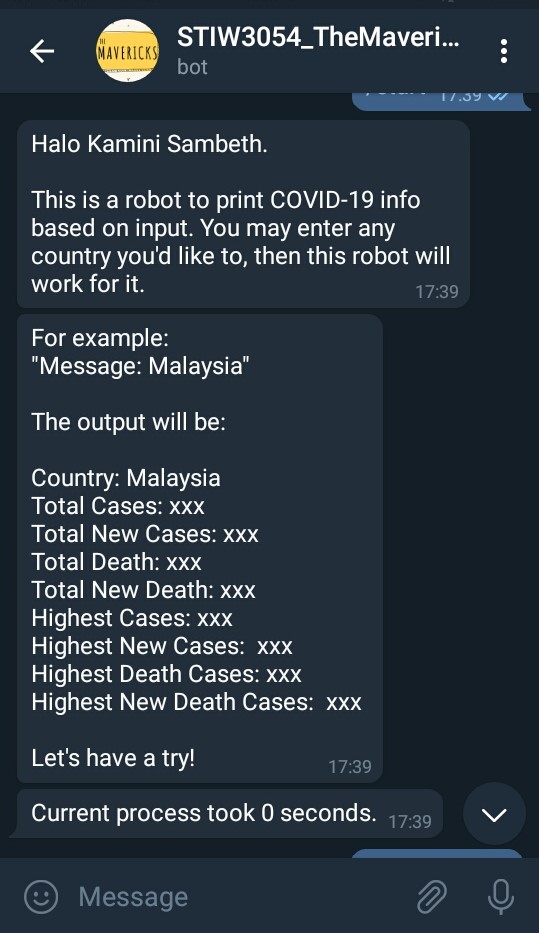 THE
MAVERICKS
STIW3054_TheMaveri...
bot
17:39
Halo Kamini Sambeth.
This is a robot to print COVID-19 info
based on input. You may enter any
country you'd like to, then this robot will
work for it.
17:39
For example:
"Message: Malaysia"
The output will be:
Country: Malaysia
Total Cases: xxx
Total New Cases: xxx
Total Death: xxx
Total New Death: xxx
Highest Cases: xxx
Highest New Cases:  xxx
Highest Death Cases: xxx
Highest New Death Cases:  xxx
Let's have a try!
17:39
Current process took 0 seconds.
17:39
Message